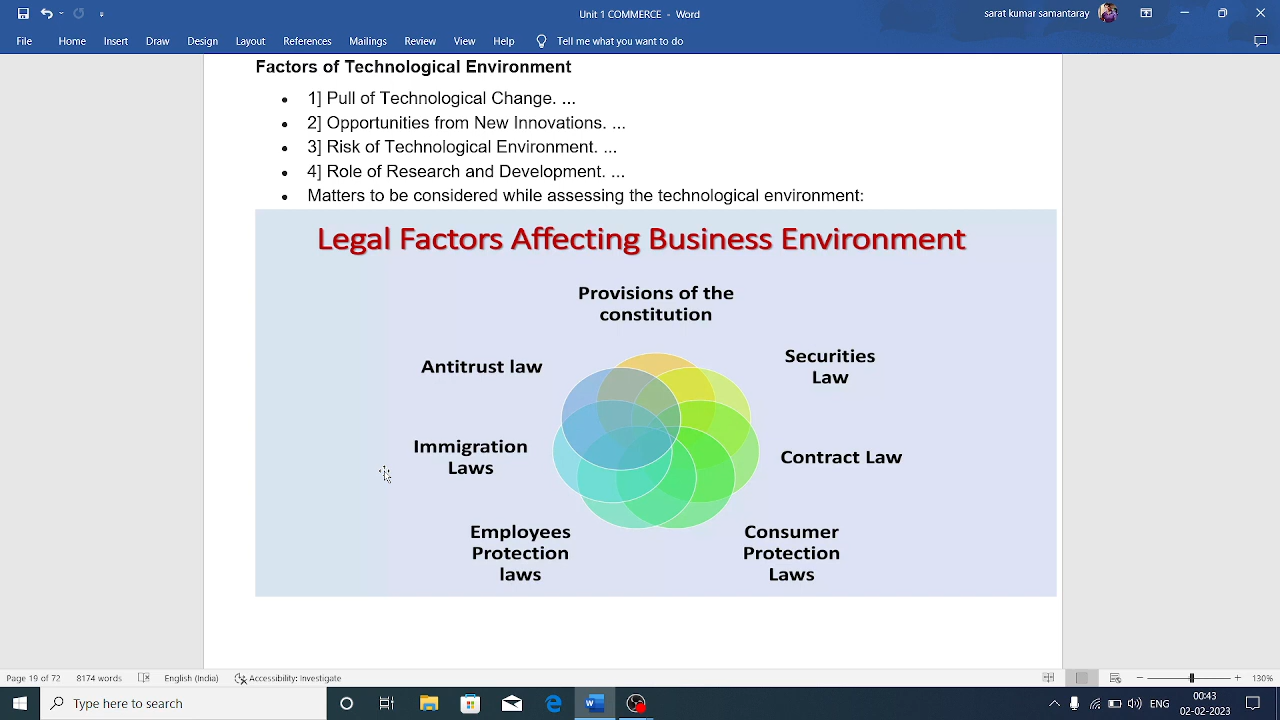 Unit 2 COMPLETED - Word
sarat kumar samantaray
File Home Insert Draw Design Layout References Mailings Review View Help Tell me what you want to do
Factors of Technological Environment
• 1] Pull of Technological Change. ...
• 2] Opportunities from New Innovations. ...
• 3] Risk of Technological Environment. ...
• 4] Role of Research and Development. ...
• Matters to be considered while assessing the technological environment:
Legal Factors Affecting Business Environment
Provisions of the
constitution
Securities
Law
Contract Law
Consumer
Protection
Laws
Employees
Protection
laws
Immigration
Laws
Antitrust law
Page 19 of 72 8174 words English (India) Accessibility: Investigate 130%
Type here to search
00:43
02-02-2023